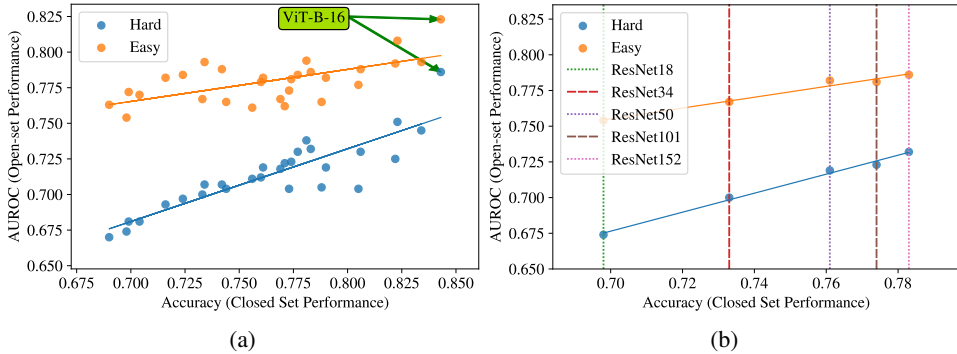 ViT-B-16
Hard
Easy
AUROC (Open-set Performance)
0.825
0.800
0.775
0.750
0.725
0.700
0.675
0.650
0.675
0.700
0.725
0.750
0.775
0.800
0.825
0.850
Accuracy (Closed Set Performance)
(a)
Hard
Easy
ResNet18
ResNet34
ResNet50
ResNet101
ResNet152
AUROC (Open-set Performance)
0.825
0.800
0.775
0.750
0.725
0.700
0.675
0.650
0.70
0.72
0.74
0.76
0.78
Accuracy (Closed Set Performance)
(b)